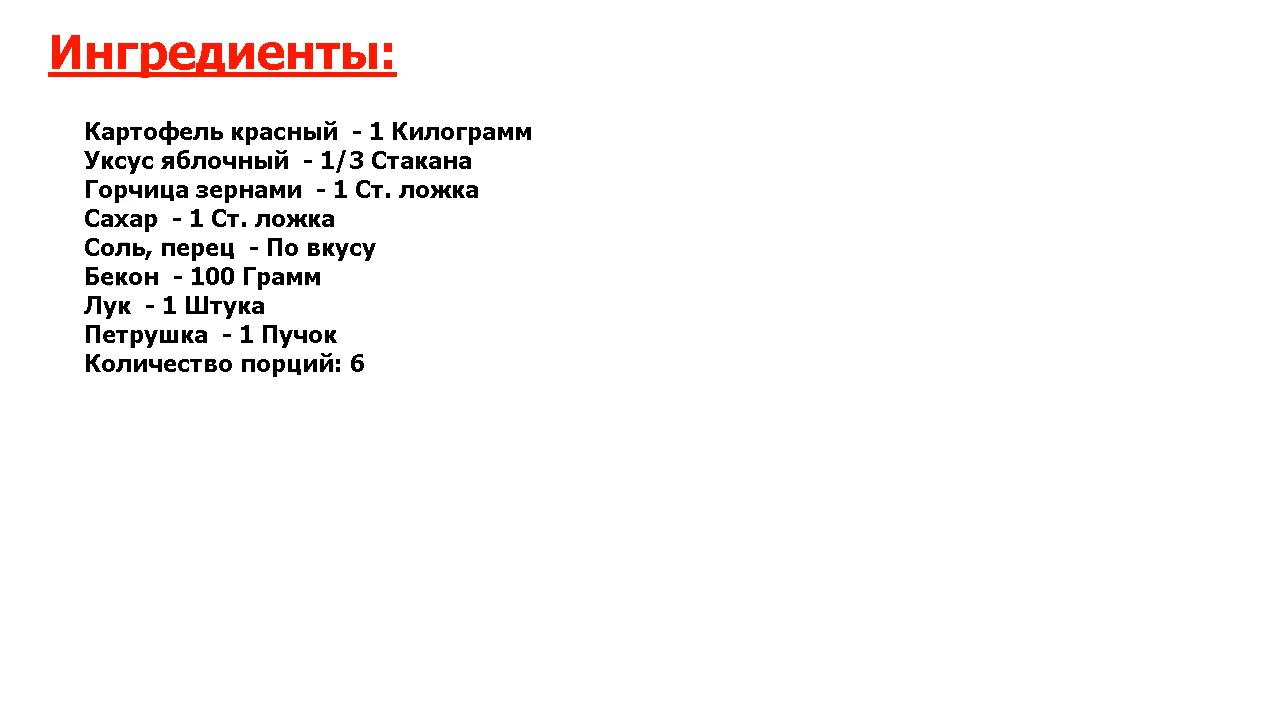 Ингредиенты:
Картофель красный  - 1 Килограмм
Уксус яблочный  - 1/3 Стакана
Горчица зернами  - 1 Ст. ложка
Сахар  - 1 Ст. ложка
Соль, перец  - По вкусу
Бекон  - 100 Грамм
Лук  - 1 Штука
Петрушка  - 1 Пучок
Количество порций: 6